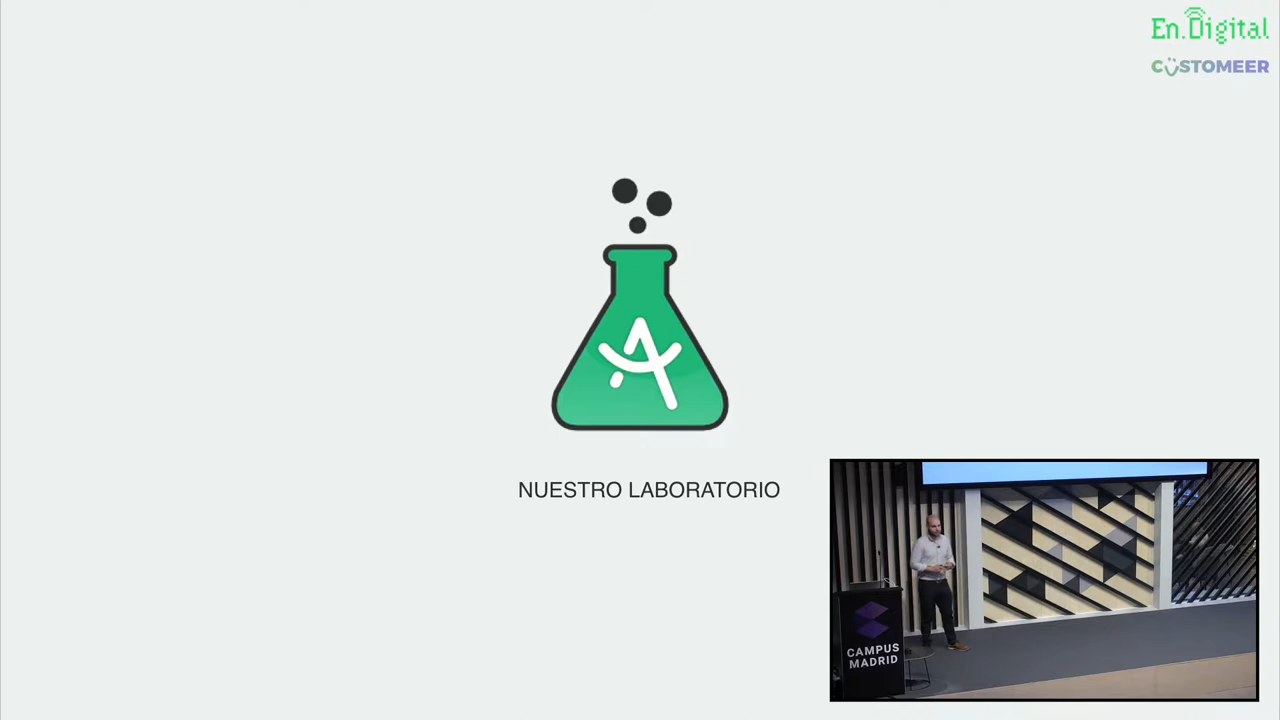 En.Digital
CUSTOMEER
NUESTRO LABORATORIO
CAMPUS
MADRID